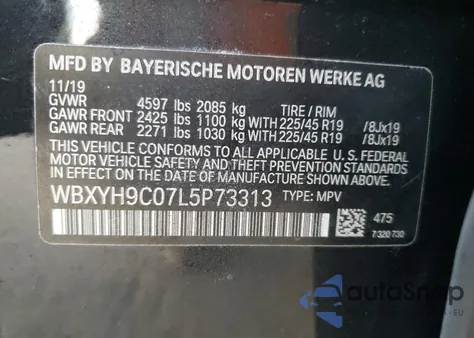 MFD BY BAYERISCHE MOTOREN WERKE AG
11/19
GVWR 4597 lbs 2085 kg TIRE / RIM
GAWR FRONT 2425 lbs 1100 kg WITH 225/45 R19 /8Jx19
GAWR REAR 2271 lbs 1030 kg WITH 225/45 R19 /8Jx19
THIS VEHICLE CONFORMS TO ALL APPLICABLE U.S. FEDERAL
MOTOR VEHICLE SAFETY, BUMPER, AND THEFT PREVENTION STANDARDS
IN EFFECT ON THE DATE OF MANUFACTURE SHOWN ABOVE.
WBXYH9C07L5P73313 TYPE: MPV
475
7 320 730
autoSnap